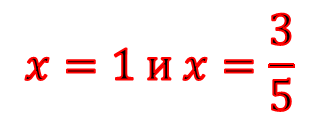 x = 1 и x = 3/5